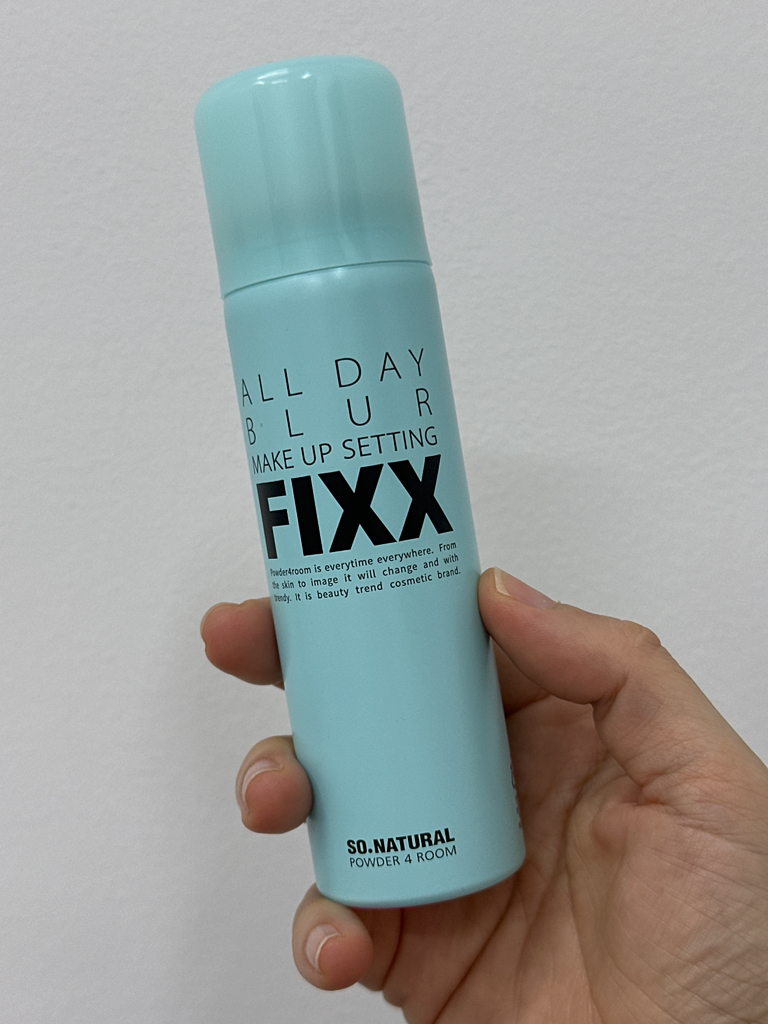 ALL DAY
BLUR
MAKE UP SETTING
FIXX
Powder4room is everytime everywhere. From
the skin to image it will change and with
trendy. It is beauty trend cosmetic brand.
SO.NATURAL
POWDER 4 ROOM